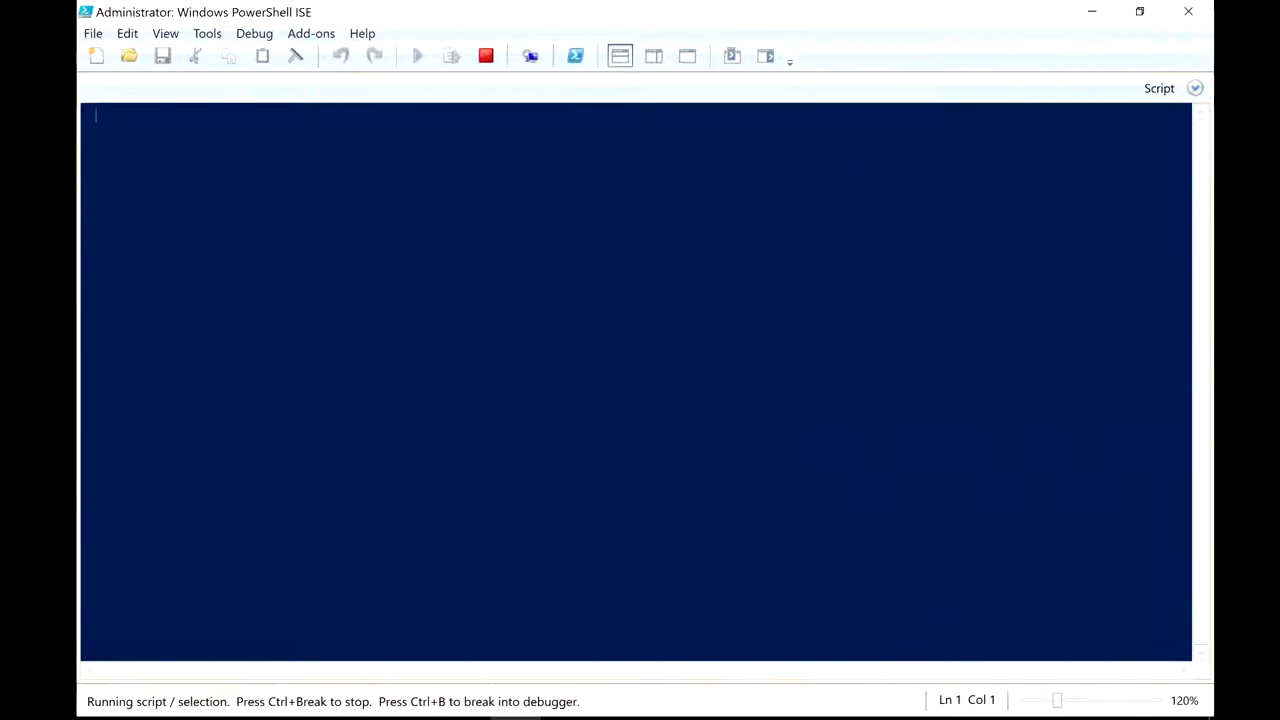 Administrator: Windows PowerShell ISE
File Edit View Tools Debug Add-ons Help
Script
Running script / selection. Press Ctrl+Break to stop. Press Ctrl+B to break into debugger.
Ln 1 Col 1
120%